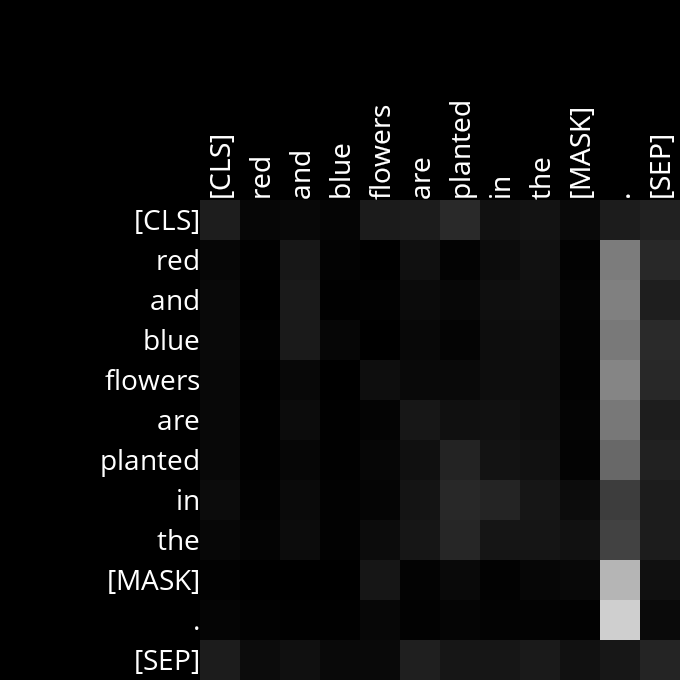 [CLS] red and blue flowers are planted in the [MASK] . [SEP]
[CLS]
red
and
blue
flowers
are
planted
in
the
[MASK]
.
[SEP]